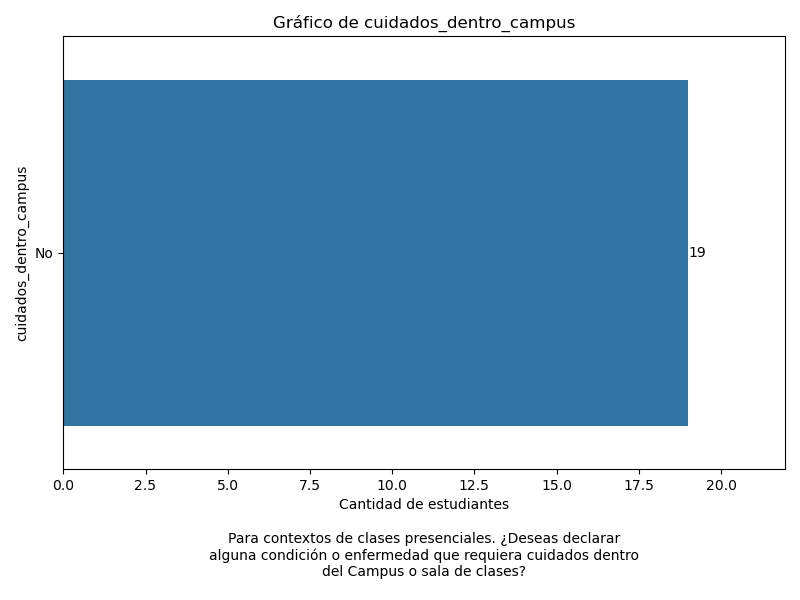 Gráfico de cuidados_dentro_campus
cuidados_dentro_campus
No
19
0.0 2.5 5.0 7.5 10.0 12.5 15.0 17.5 20.0
Cantidad de estudiantes
Para contextos de clases presenciales. ¿Deseas declarar
alguna condición o enfermedad que requiera cuidados dentro
del Campus o sala de clases?